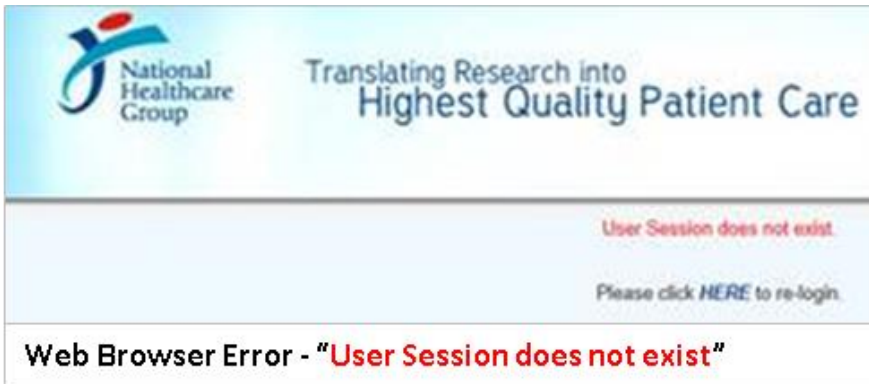 National
Healthcare
Group
Translating Research into
Highest Quality Patient Care
User Session does not exist.
Please click HERE to re-login.
Web Browser Error - "User Session does not exist"